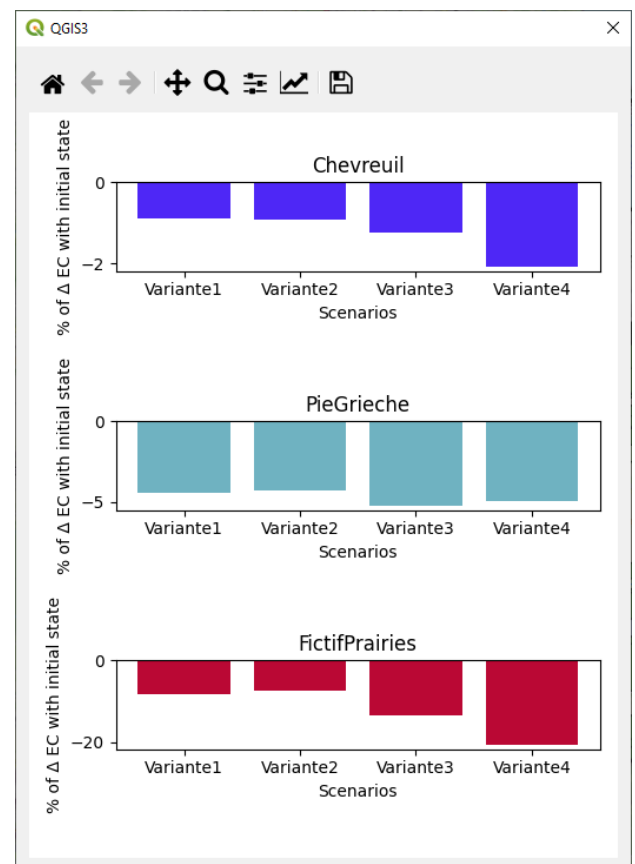 QGIS3
Chevreuil
% of Δ EC with initial state
0
−2
Variante1 Variante2 Variante3 Variante4
Scenarios
PieGrieche
% of Δ EC with initial state
0
−5
Variante1 Variante2 Variante3 Variante4
Scenarios
FictifPrairies
% of Δ EC with initial state
0
−20
Variante1 Variante2 Variante3 Variante4
Scenarios